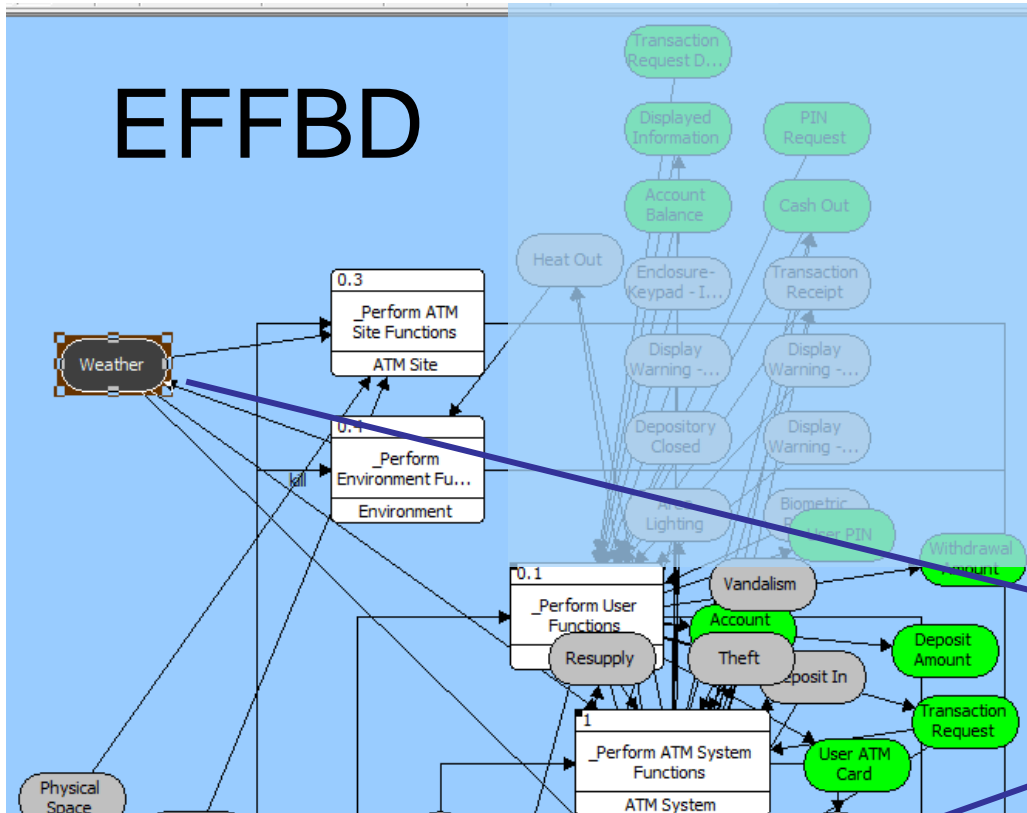 EFFBD
Transaction
Request D...
Displayed
Information
PIN
Request
Account
Balance
Cash Out
Heat Out
Enclosure-
Keypad - I...
Transaction
Receipt
0.3
_Perform ATM
Site Functions
ATM Site
Weather
Display
Warning -...
Display
Warning -...
0.4
_Perform
Environment Fu...
Environment
Depository
Closed
Display
Warning -...
Area
Lighting
Biometric
User PIN
Withdrawal
Amount
0.1
_Perform User
Functions
Vandalism
Account
Resupply
Theft
Deposit
Amount
eposit In
Transaction
Request
1
_Perform ATM System
Functions
ATM System
User ATM
Card
Physical
Space